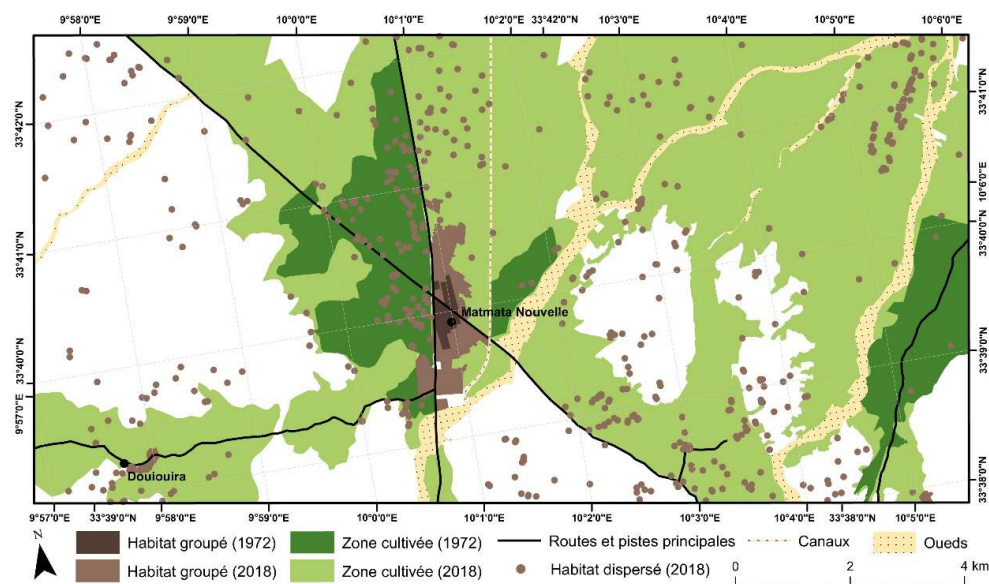 9°58'0"E 9°59'0"E 10°0'0"E 10°1'0"E 10°2'0"E 33°42'0"N 10°3'0"E 10°4'0"E 10°5'0"E 10°6'0"E
33°42'0"N
33°41'0"N
33°40'0"N
9°57'0"E
33°41'0"N
10°6'0"E
33°40'0"N
33°39'0"N
33°38'0"N
Matmata Nouvelle
Douiouira
9°57'0"E 33°39'0"N 9°58'0"E 9°59'0"E 10°0'0"E 10°1'0"E 10°2'0"E 10°3'0"E 10°4'0"E 33°38'0"N 10°5'0"E
N
Habitat groupé (1972) Zone cultivée (1972) Routes et pistes principales Canaux Oueds
Habitat groupé (2018) Zone cultivée (2018) Habitat dispersé (2018)
0 2 4 km